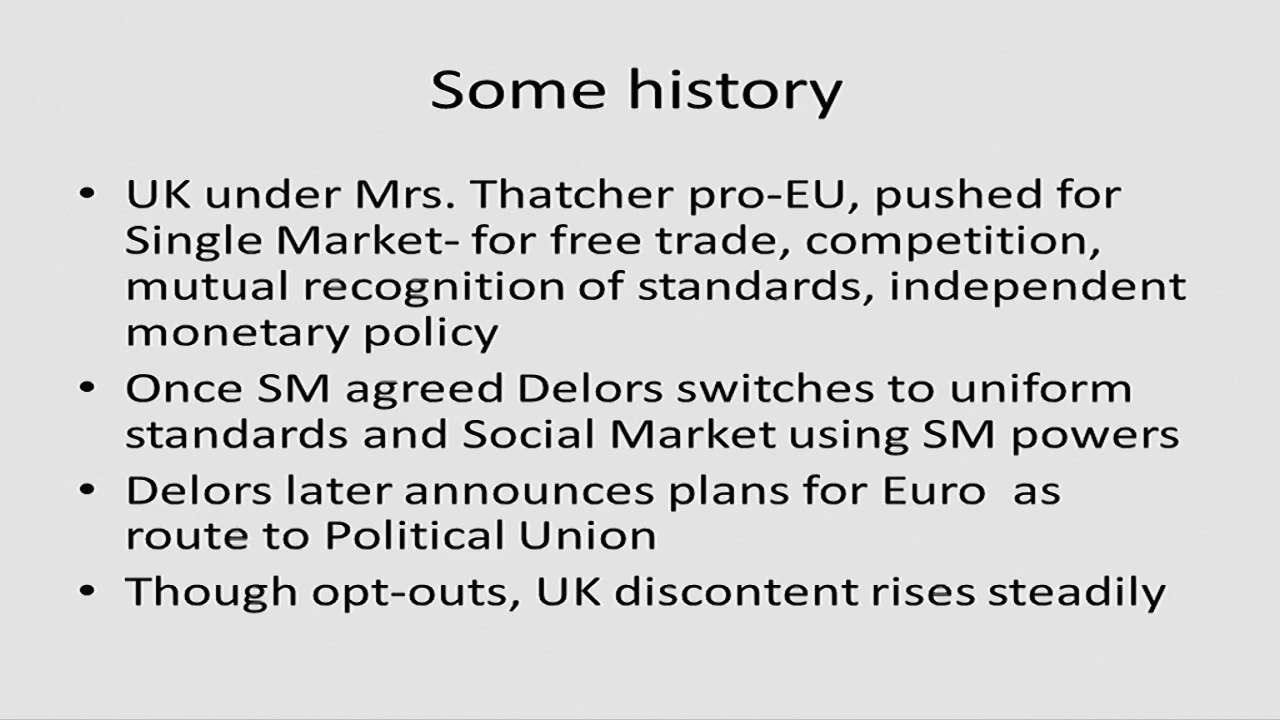 Some history
• UK under Mrs. Thatcher pro-EU, pushed for
Single Market- for free trade, competition,
mutual recognition of standards, independent
monetary policy
• Once SM agreed Delors switches to uniform
standards and Social Market using SM powers
• Delors later announces plans for Euro  as
route to Political Union
• Though opt-outs, UK discontent rises steadily